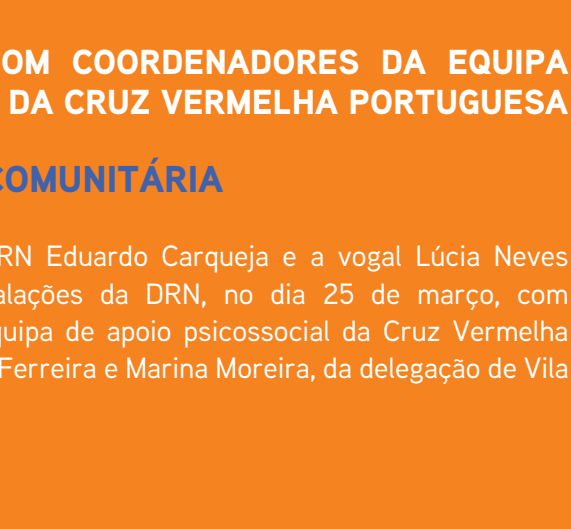 OM COORDENADORES DA EQUIPA
DA CRUZ VERMELHA PORTUGUESA
COMUNITÁRIA
RN Eduardo Carqueja e a vogal Lúcia Neves
alações da DRN, no dia 25 de março, com
quipa de apoio psicossocial da Cruz Vermelha
Ferreira e Marina Moreira, da delegação de Vila